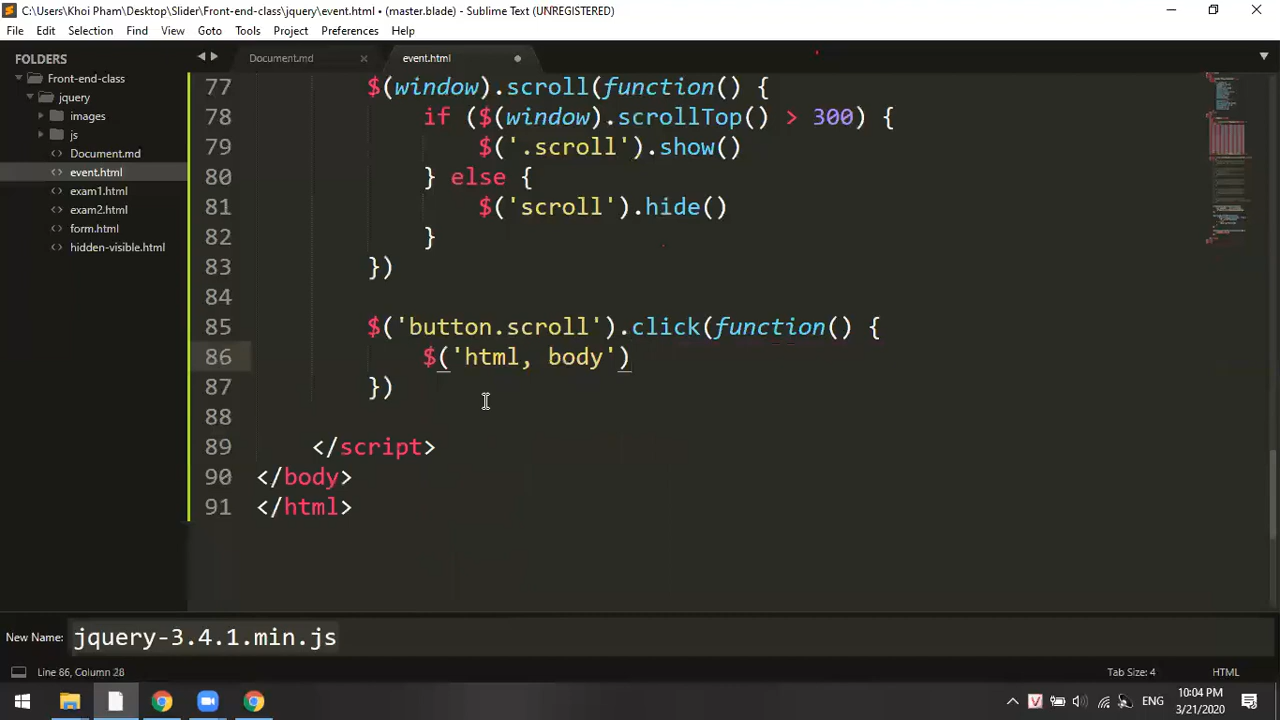 C:\Users\Khoi Pham\Desktop\Slider\Front-end-class\jquery\event.html • (master.blade) - Sublime Text (UNREGISTERED)
File Edit Selection Find View Goto Tools Project Preferences Help
FOLDERS
Front-end-class
jquery
images
js
Document.md
event.html
exam1.html
exam2.html
form.html
hidden-visible.html
Document.md × event.html
77 $(window).scroll(function() {
78 if ($(window).scrollTop() > 300) {
79 $('.scroll').show()
80 } else {
81 $('scroll').hide()
82 }
83 })
84
85 $('button.scroll').click(function() {
86 $('html, body')
87 })
88
89 </script>
90 </body>
91 </html>
New Name: jquery-3.4.1.min.js
Line 86, Column 28 Tab Size: 4 HTML
ENG 10:04 PM
3/21/2020